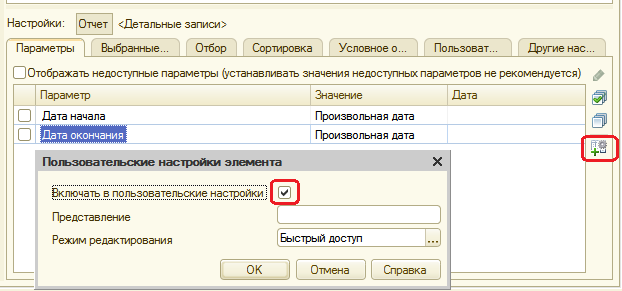 Настройки: Отчет <Детальные записи>
Параметры Выбранные... Отбор Сортировка Условное о... Пользоват... Другие нас...
Отображать недоступные параметры (устанавливать значения недоступных параметров не рекомендуется)
Параметр Значение Дата
Дата начала Произвольная дата
Дата окончания Произвольная дата
Пользовательские настройки элемента
Включать в пользовательские настройки
Представление
Режим редактирования Быстрый доступ ...
OK Отмена Справка